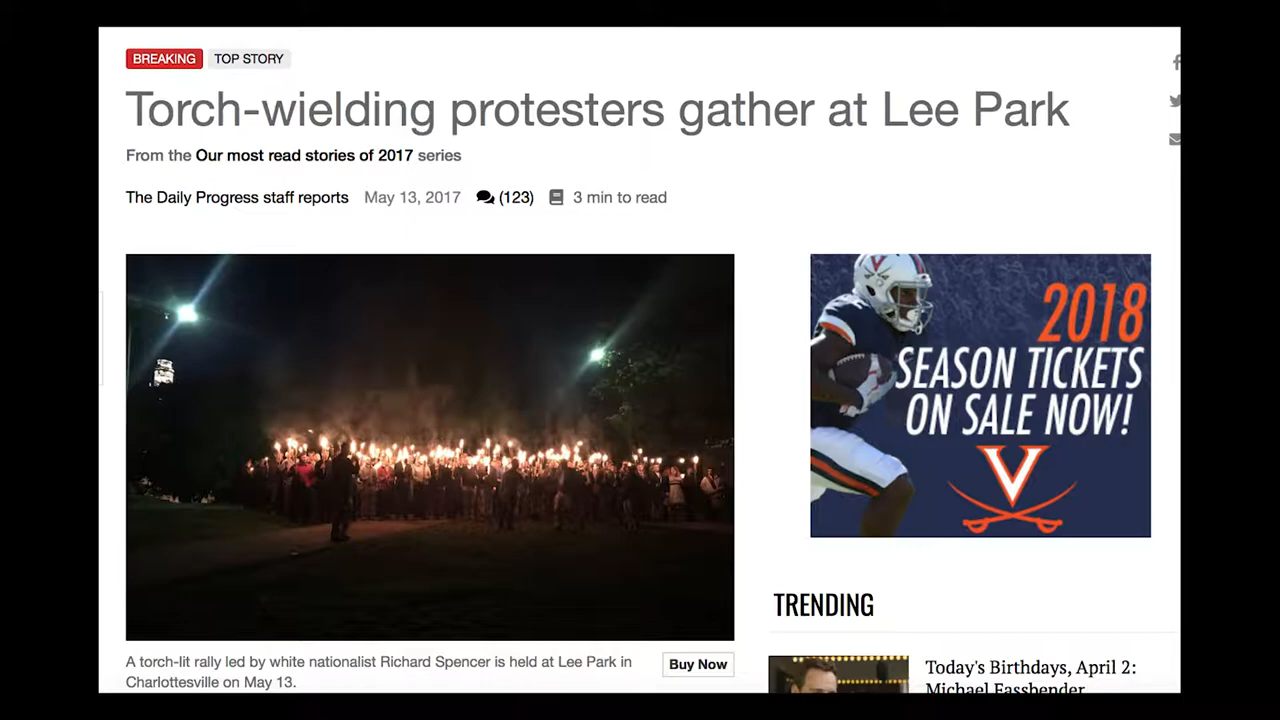 BREAKING TOP STORY
Torch-wielding protesters gather at Lee Park
From the Our most read stories of 2017 series
The Daily Progress staff reports May 13, 2017 (123) 3 min to read
2018
SEASON TICKETS
ON SALE NOW!
V
A torch-lit rally led by white nationalist Richard Spencer is held at Lee Park in
Charlottesville on May 13.
Buy Now
TRENDING
Today's Birthdays, April 2:
Michael Fassbender